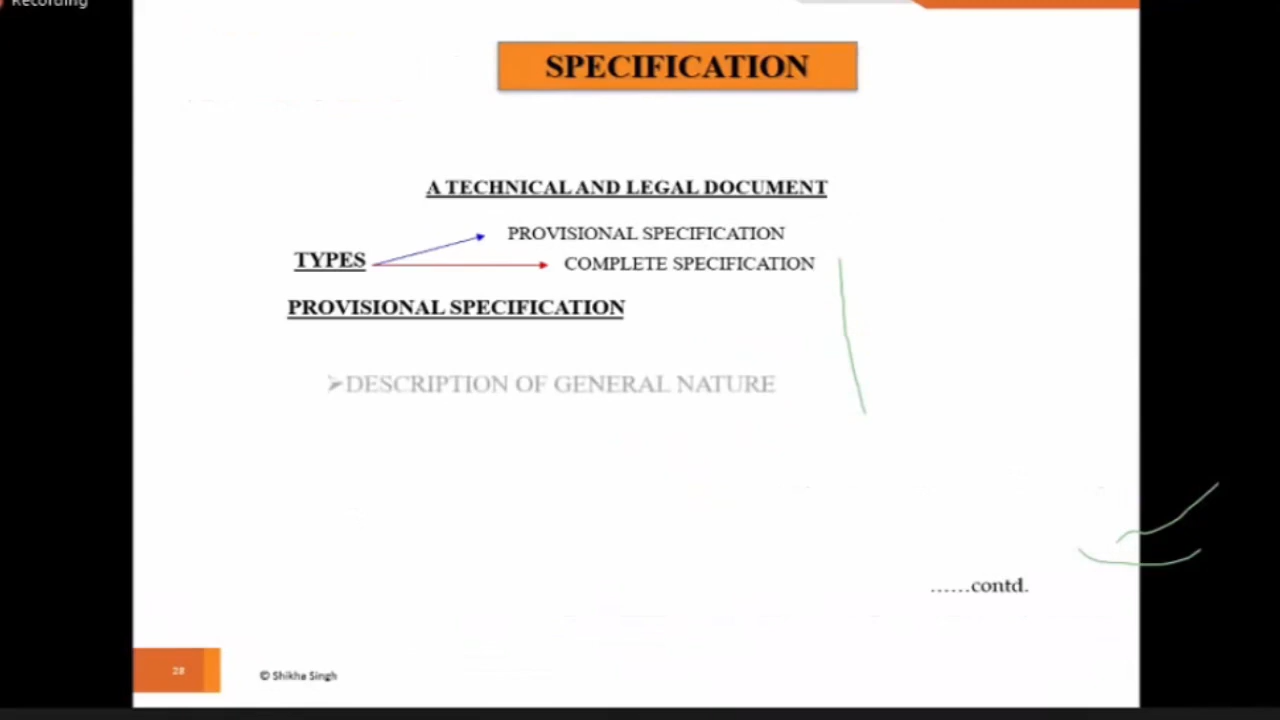 Recording
SPECIFICATION
A TECHNICAL AND LEGAL DOCUMENT
PROVISIONAL SPECIFICATION
TYPES
COMPLETE SPECIFICATION
PROVISIONAL SPECIFICATION
➢DESCRIPTION OF GENERAL NATURE
......contd.
28
© Shikha Singh